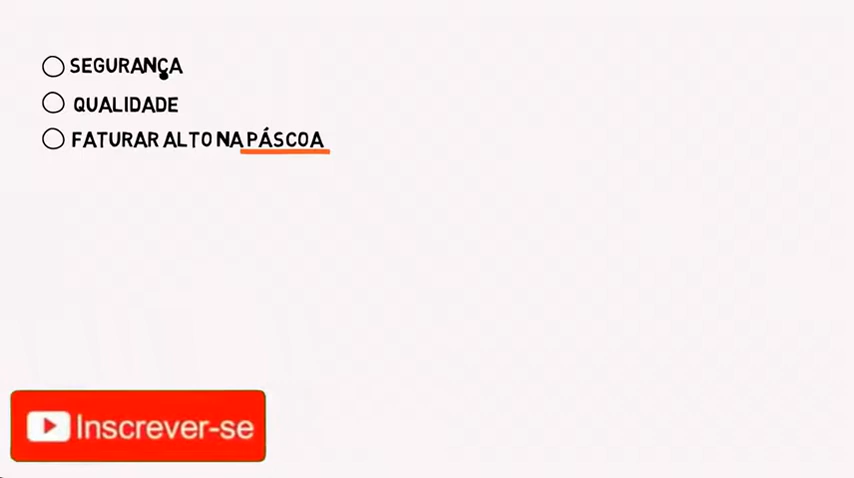 SEGURANÇA
QUALIDADE
FATURAR ALTO NA PÁSCOA
Inscrever-se